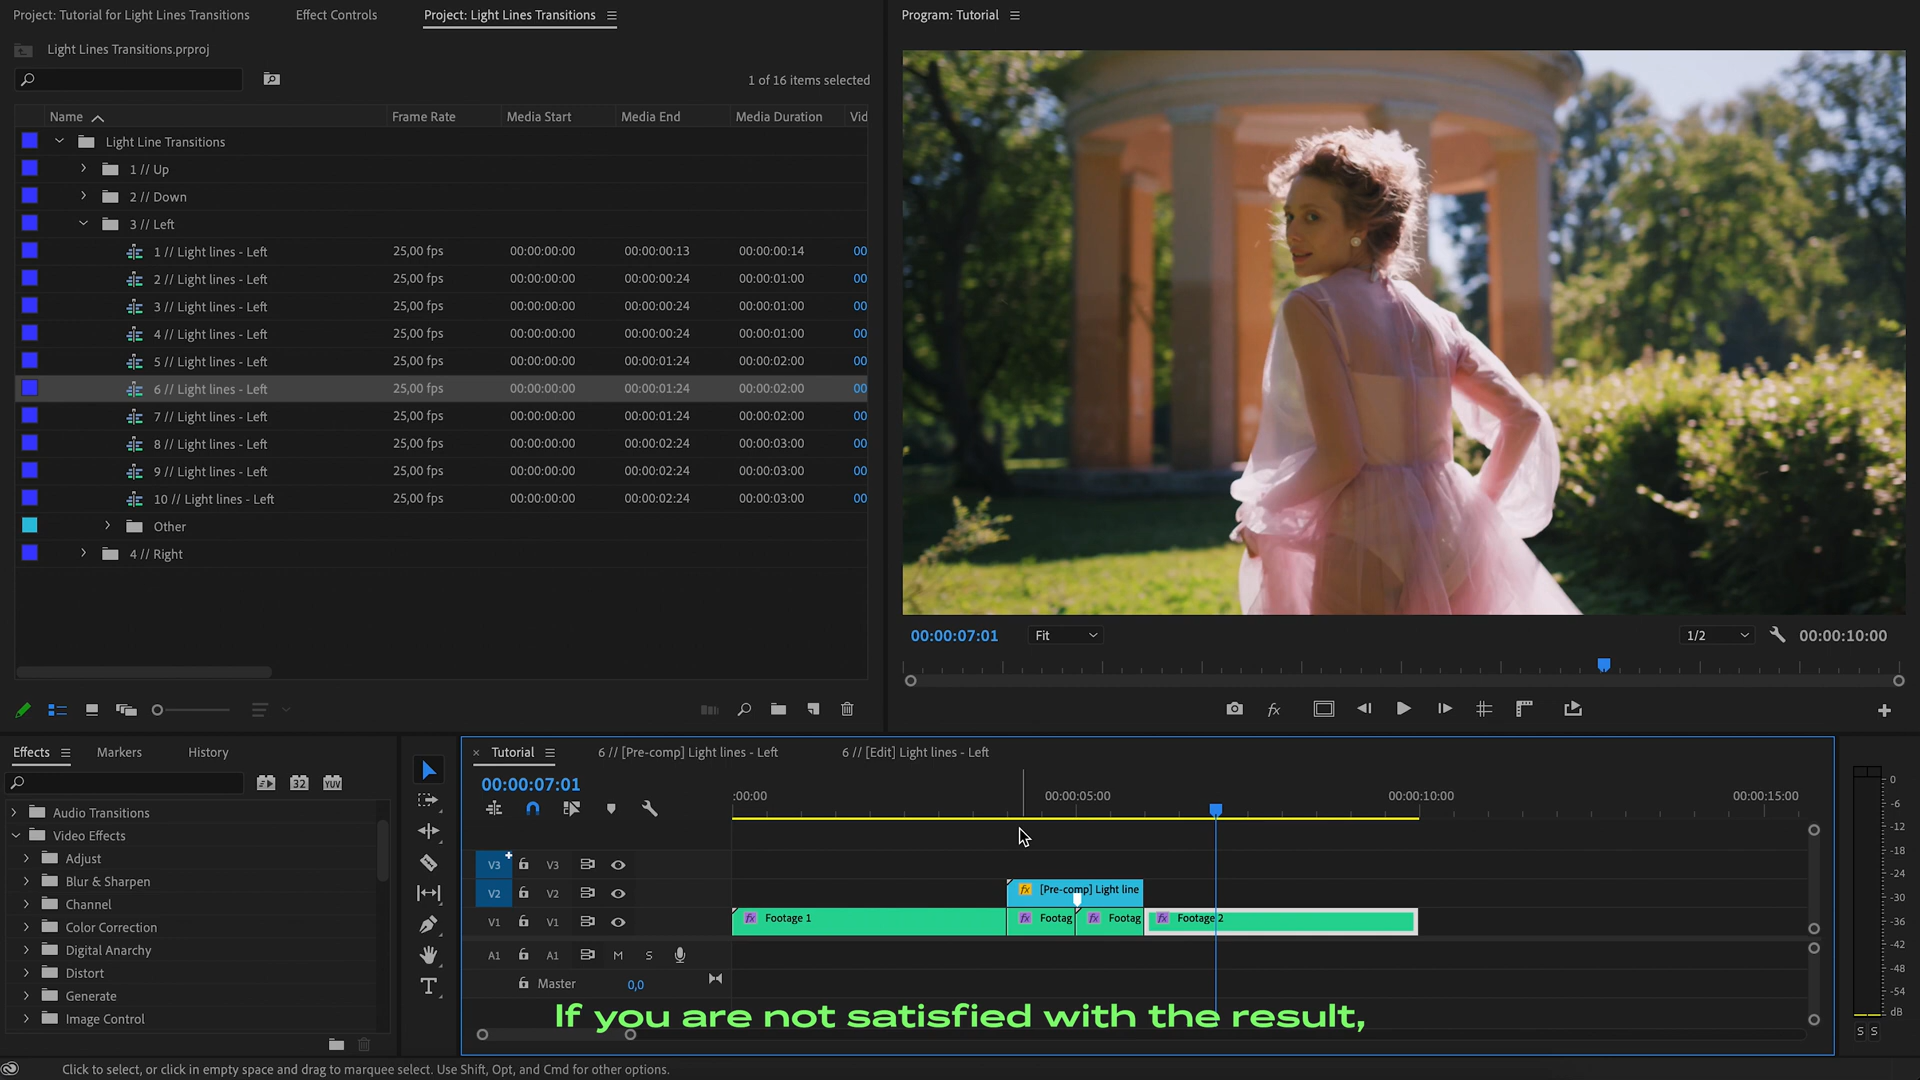 Project: Tutorial for Light Lines Transitions
Effect Controls
Project: Light Lines Transitions
Light Lines Transitions.prproj
1 of 16 items selected
Name Frame Rate Media Start Media End Media Duration Vid
Light Line Transitions
1 // Up
2 // Down
3 // Left
1 // Light lines - Left 25,00 fps 00:00:00:00 00:00:00:13 00:00:00:14 00
2 // Light lines - Left 25,00 fps 00:00:00:00 00:00:00:24 00:00:01:00 00
3 // Light lines - Left 25,00 fps 00:00:00:00 00:00:00:24 00:00:01:00 00
4 // Light lines - Left 25,00 fps 00:00:00:00 00:00:00:24 00:00:01:00 00
5 // Light lines - Left 25,00 fps 00:00:00:00 00:00:01:24 00:00:02:00 00
6 // Light lines - Left 25,00 fps 00:00:00:00 00:00:01:24 00:00:02:00 00
7 // Light lines - Left 25,00 fps 00:00:00:00 00:00:01:24 00:00:02:00 00
8 // Light lines - Left 25,00 fps 00:00:00:00 00:00:02:24 00:00:03:00 00
9 // Light lines - Left 25,00 fps 00:00:00:00 00:00:02:24 00:00:03:00 00
10 // Light lines - Left 25,00 fps 00:00:00:00 00:00:02:24 00:00:03:00 00
Other
4 // Right
Program: Tutorial
00:00:07:01 Fit 1/2 00:00:10:00
fx
Effects Markers History
32 YUV
Audio Transitions
Video Effects
Adjust
Blur & Sharpen
Channel
Color Correction
Digital Anarchy
Distort
Generate
Image Control
T
× Tutorial 6 // [Pre-comp] Light lines - Left 6 // [Edit] Light lines - Left
00:00:07:01
:00:00 00:00:05:00 00:00:10:00 00:00:15:00
V3 V3
V2 V2 fx [Pre-comp] Light line
V1 V1 fx Footage 1 fx Footag fx Footag fx Footage 2
A1 A1 M S
Master 0,0
If you are not satisfied with the result,
0
-6
-12
-18
-24
-30
-36
-42
-48
-54
dB
S S
Click to select, or click in empty space and drag to marquee select. Use Shift, Opt, and Cmd for other options.